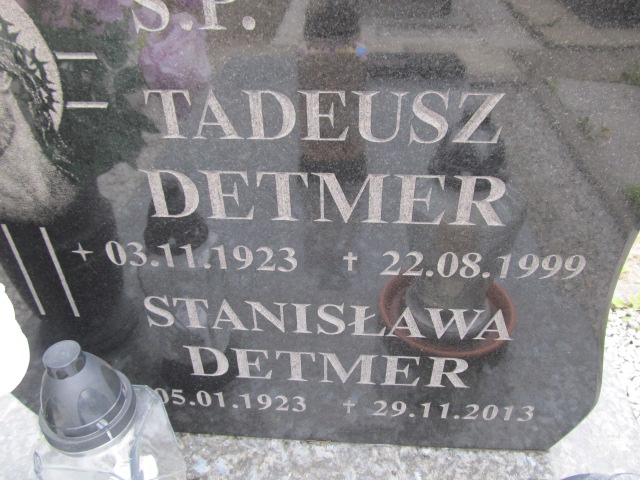 S.P.
TADEUSZ
DETMER
03.11.1923 † 22.08.1999
STANISŁAWA
DETMER
05.01.1923 † 29.11.2013